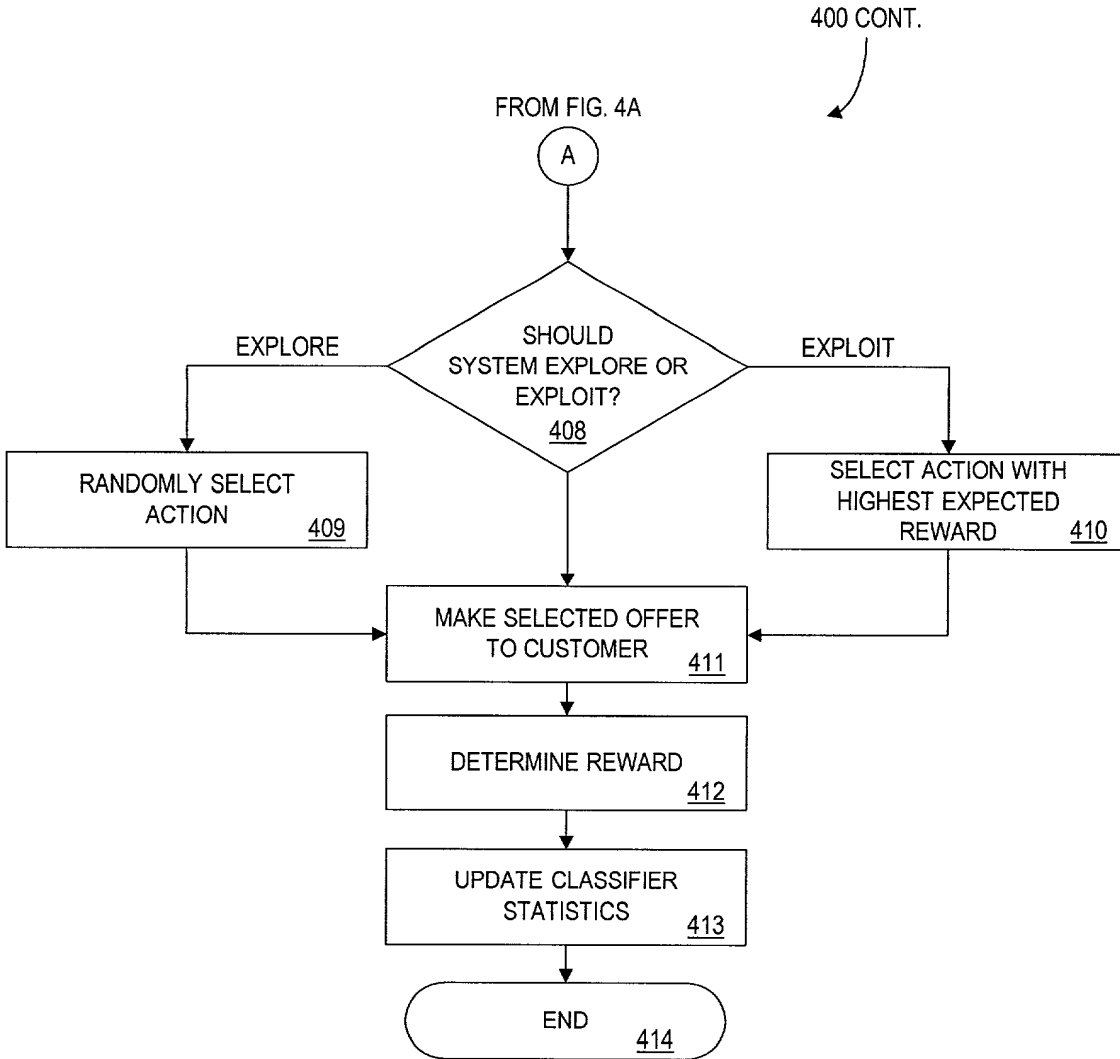 400 CONT.
FROM FIG. 4A
A
SHOULD
SYSTEM EXPLORE OR
EXPLOIT?
408
EXPLORE
EXPLOIT
RANDOMLY SELECT
ACTION
409
SELECT ACTION WITH
HIGHEST EXPECTED
REWARD
410
MAKE SELECTED OFFER
TO CUSTOMER
411
DETERMINE REWARD
412
UPDATE CLASSIFIER
STATISTICS
413
END
414